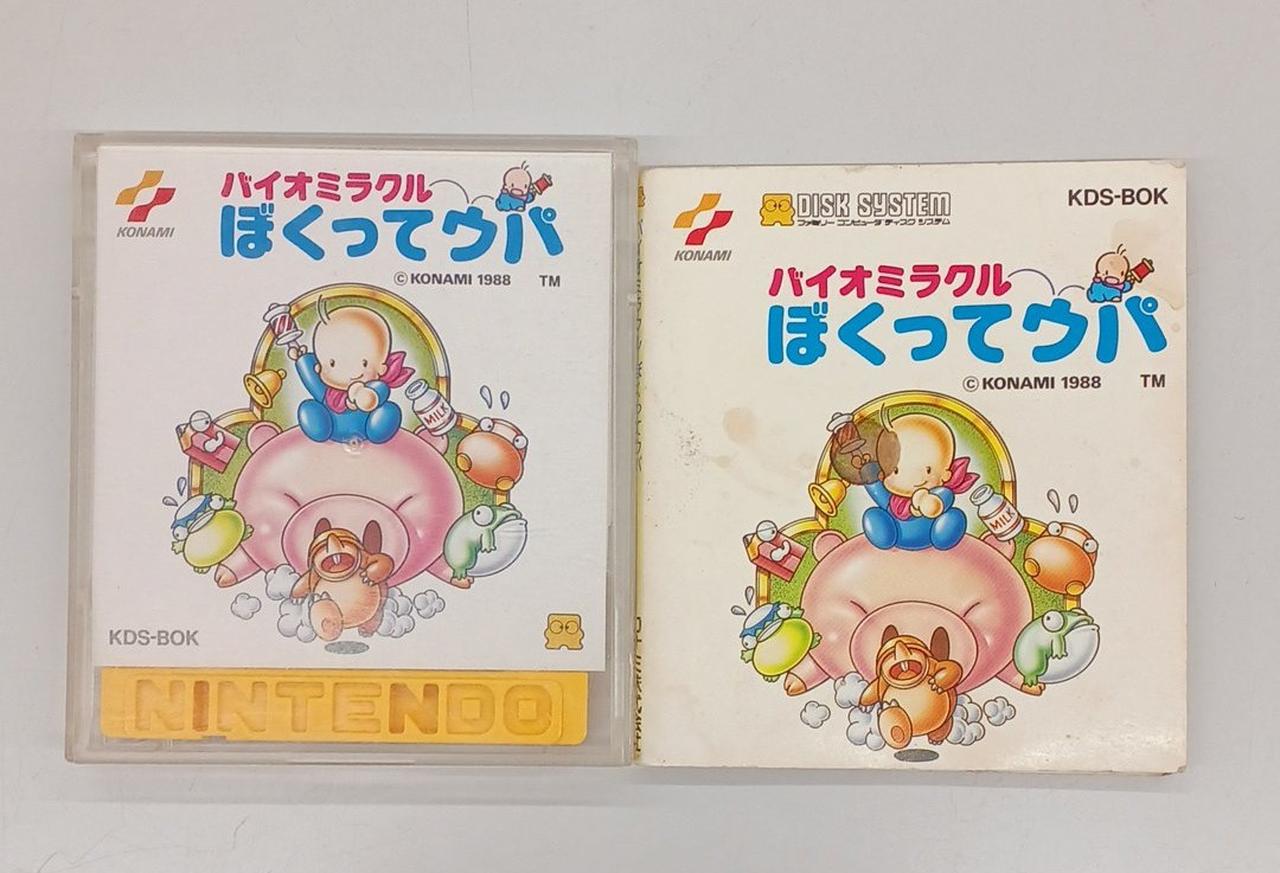 KONAMI
バイオミラクル
ぼくってウパ
©KONAMI 1988 TM
MILK
KDS-BOK
NINTENDO
KONAMI
DISK SYSTEM
ファミリー コンピュータ ディスク システム
KDS-BOK
バイオミラクル
ぼくってウパ
©KONAMI 1988 TM
MILK